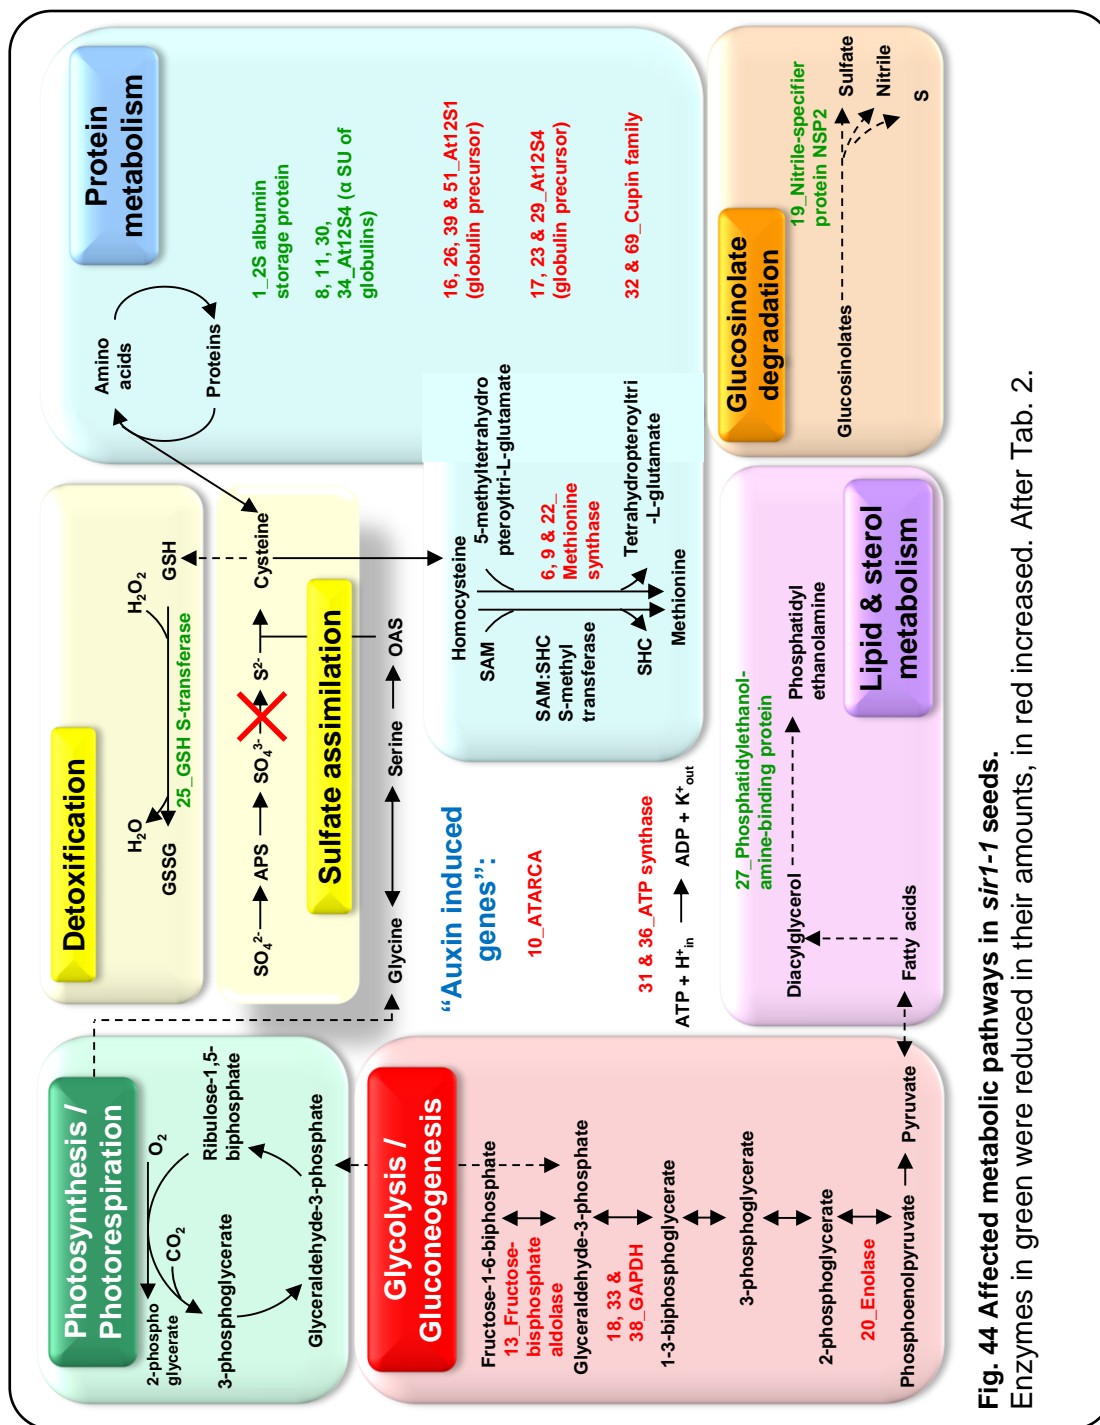 Photosynthesis /
Photorespiration
O2
2-phospho
glycerate
CO2
Ribulose-1,5-
biphosphate
3-phosphoglycerate
Glyceraldehyde-3-phosphate
Glycolysis /
Gluconeogenesis
Fructose-1-6-biphosphate
13_Fructose-
bisphosphate
aldolase
Glyceraldehyde-3-phosphate
18, 33 &
38_GAPDH
1-3-biphosphoglycerate
3-phosphoglycerate
2-phosphoglycerate
20_Enolase
Phosphoenolpyruvate
Pyruvate
Detoxification
H2O
H2O2
GSSG
25_GSH S-transferase
GSH
SO4 2-
APS
SO4 3-
S2-
Cysteine
Sulfate assimilation
Glycine
Serine
OAS
“Auxin induced
genes”:
10_ATARCA
31 & 36_ATP synthase
ATP + H+in
ADP + K+out
Protein
metabolism
Amino
acids
Proteins
1_2S albumin
storage protein
8, 11, 30,
34_At12S4 (α SU of
globulins)
16, 26, 39 & 51_At12S1
(globulin precursor)
17, 23 & 29_At12S4
(globulin precursor)
32 & 69_Cupin family
Homocysteine
SAM
5-methyltetrahydro
pteroyltri-L-glutamate
SAM:SHC
S-methyl
transferase
6, 9 & 22_
Methionine
synthase
SHC
Tetrahydropteroyltri
-L-glutamate
Methionine
27_Phosphatidylethanol-
amine-binding protein
Diacylglycerol
Phosphatidyl
ethanolamine
Fatty acids
Lipid & sterol
metabolism
Glucosinolate
degradation
19_Nitrile-specifier
protein NSP2
Glucosinolates
Sulfate
Nitrile
S
Fig. 44 Affected metabolic pathways in sir1-1 seeds.
Enzymes in green were reduced in their amounts, in red increased. After Tab. 2.